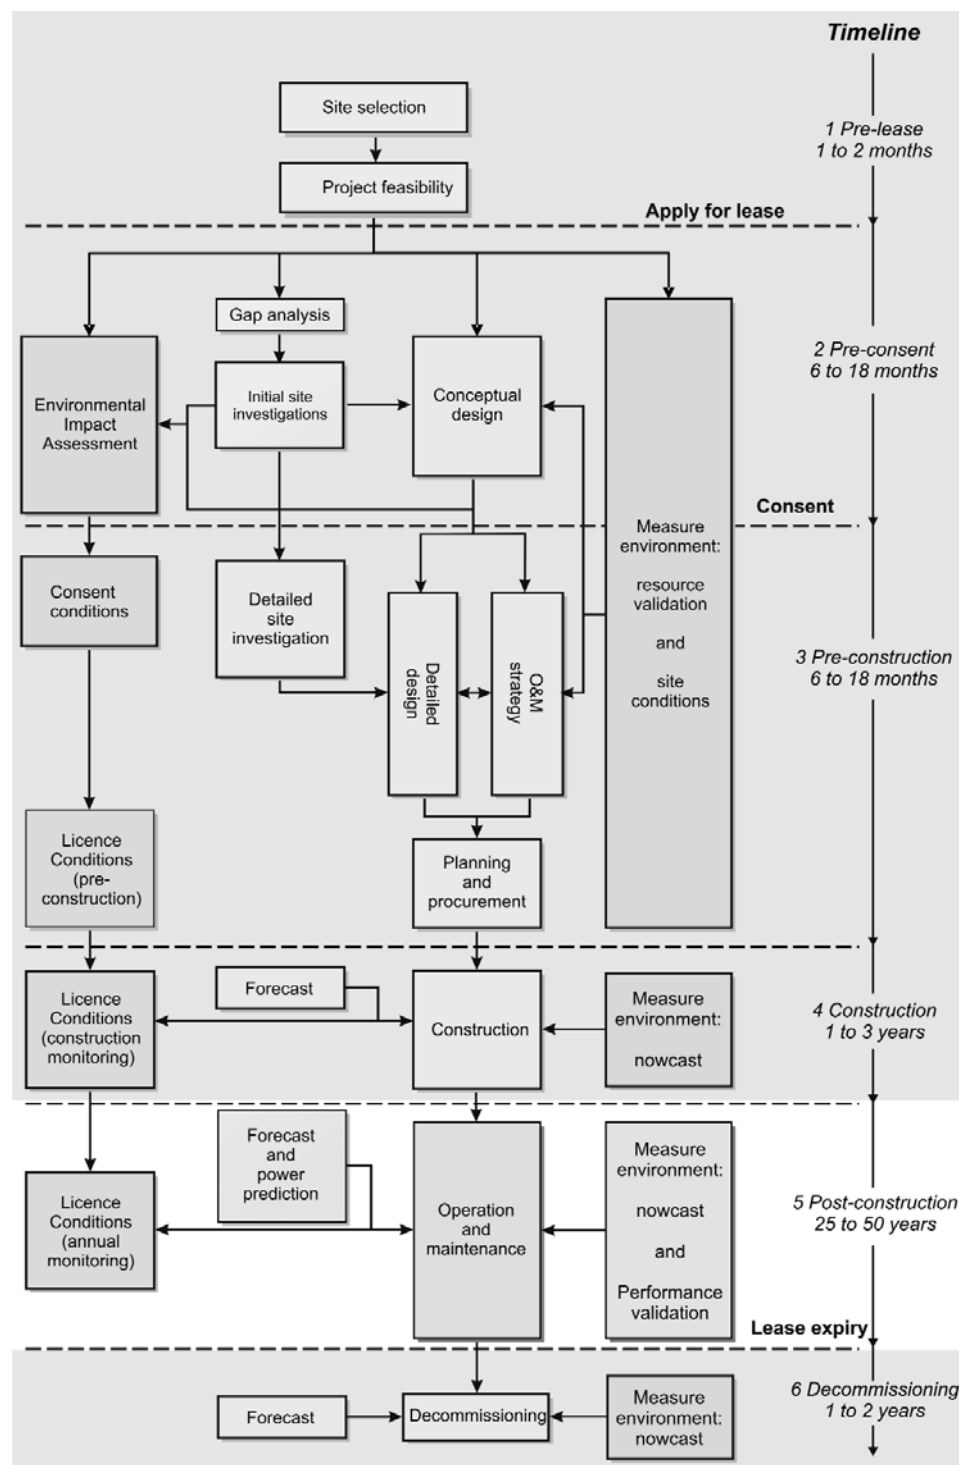 Timeline
Site selection
1 Pre-lease
1 to 2 months
Project feasibility
Apply for lease
Gap analysis
2 Pre-consent
6 to 18 months
Environmental
Impact
Assessment
Initial site
investigations
Conceptual
design
Consent
Measure
environment:
resource
validation
and
site
conditions
Consent
conditions
Detailed
site
investigation
Detailed
design
O&M
strategy
3 Pre-construction
6 to 18 months
Licence
Conditions
(pre-
construction)
Planning
and
procurement
Licence
Conditions
(construction
monitoring)
Forecast
Construction
Measure
environment:
nowcast
4 Construction
1 to 3 years
Forecast
and
power
prediction
Licence
Conditions
(annual
monitoring)
Operation
and
maintenance
Measure
environment:
nowcast
and
Performance
validation
5 Post-construction
25 to 50 years
Lease expiry
Forecast
Decommissioning
Measure
environment:
nowcast
6 Decommissioning
1 to 2 years